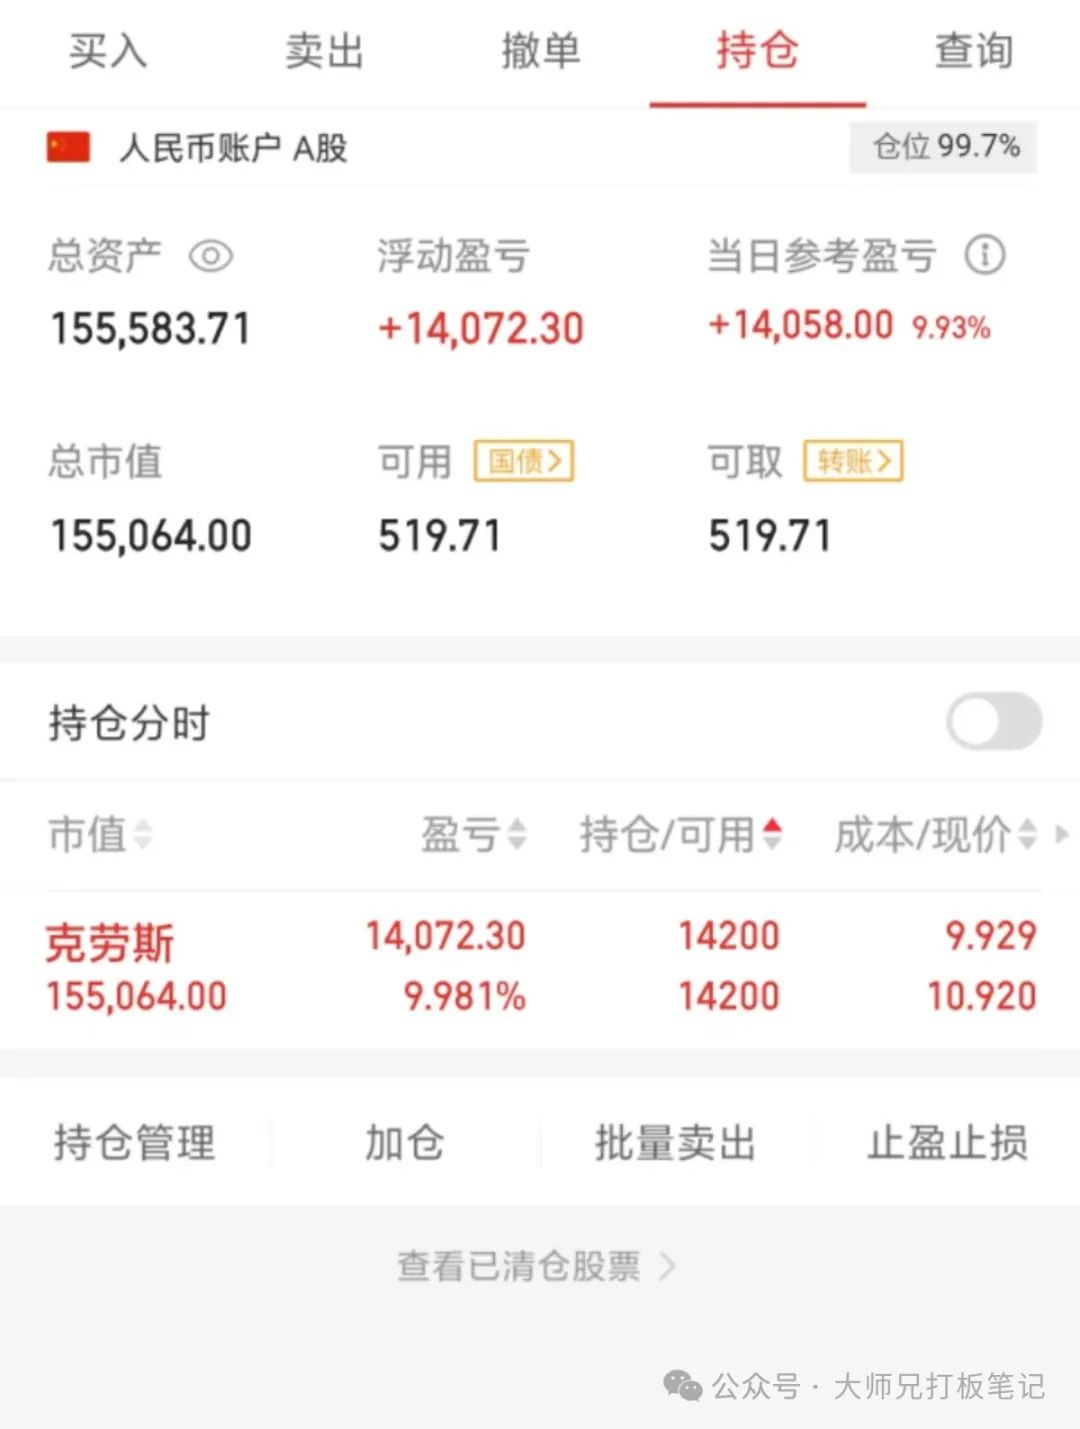 买入 卖出 撤单 持仓 查询
人民币账户 A股 仓位 99.7%
总资产 浮动盈亏 当日参考盈亏
155,583.71 +14,072.30 +14,058.00 9.93%
总市值 可用 国债> 可取 转账>
155,064.00 519.71 519.71
持仓分时
市值 盈亏 持仓/可用 成本/现价
克劳斯 14,072.30 14200 9.929
155,064.00 9.981% 14200 10.920
持仓管理 加仓 批量卖出 止盈止损
查看已清仓股票 >
公众号 · 大师兄打板笔记